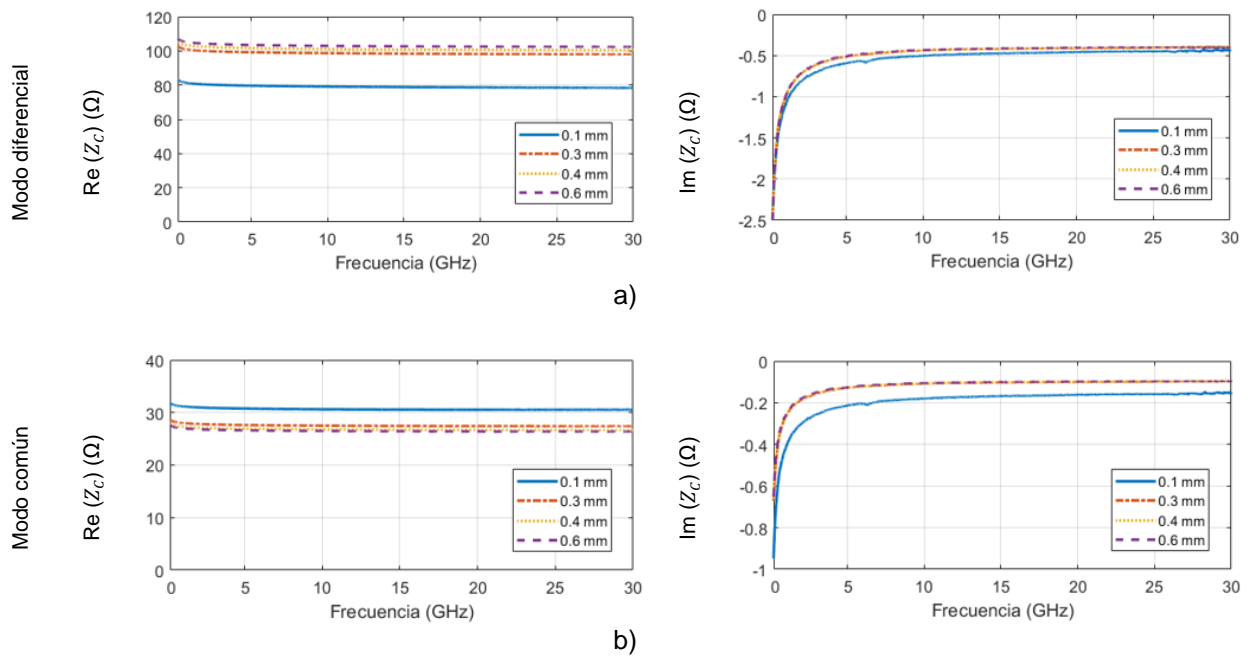 Modo diferencial
Re (Z_C) (Ω)
120
100
80
60
40
20
0
0 5 10 15 20 25 30
Frecuencia (GHz)
0.1 mm
0.3 mm
0.4 mm
0.6 mm
Im (Z_C) (Ω)
0
-0.5
-1
-1.5
-2
-2.5
0 5 10 15 20 25 30
Frecuencia (GHz)
0.1 mm
0.3 mm
0.4 mm
0.6 mm
a)
Modo común
Re (Z_C) (Ω)
40
30
20
10
0
0 5 10 15 20 25 30
Frecuencia (GHz)
0.1 mm
0.3 mm
0.4 mm
0.6 mm
Im (Z_C) (Ω)
0
-0.2
-0.4
-0.6
-0.8
-1
0 5 10 15 20 25 30
Frecuencia (GHz)
0.1 mm
0.3 mm
0.4 mm
0.6 mm
b)